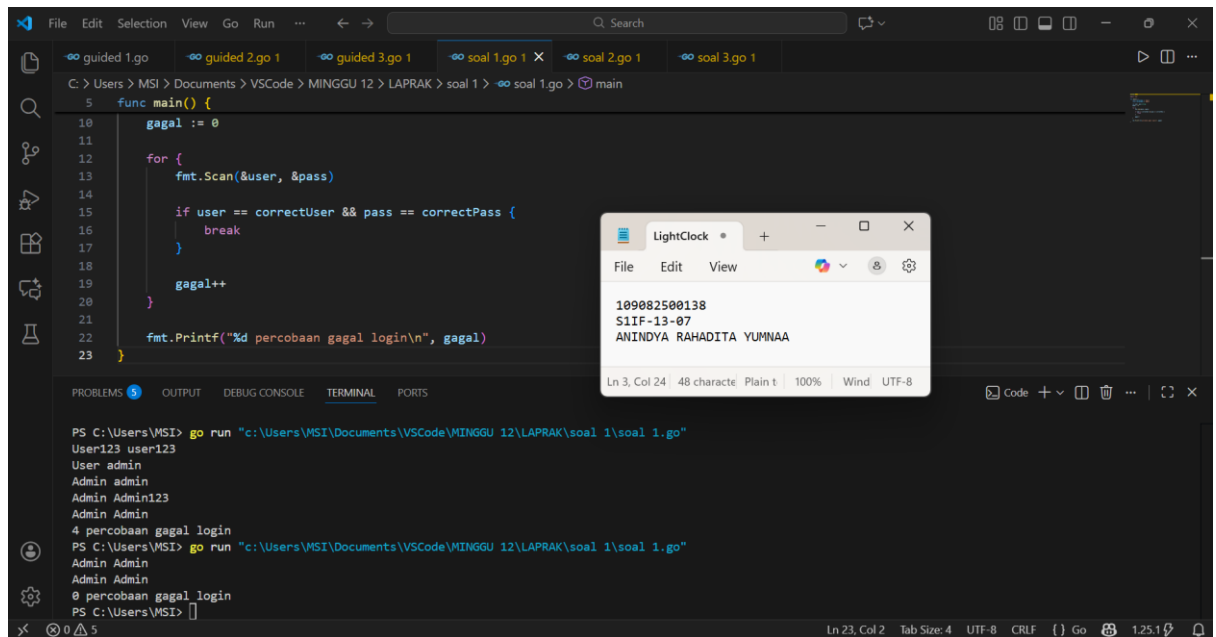 File Edit Selection View Go Run ··· Search
guided 1.go guided 2.go 1 guided 3.go 1 soal 1.go 1 soal 2.go 1 soal 3.go 1
C: > Users > MSI > Documents > VSCode > MINGGU 12 > LAPRAK > soal 1 > soal 1.go > main
5 func main() {
10 gagal := 0
11
12 for {
13 fmt.Scan(&user, &pass)
14
15 if user == correctUser && pass == correctPass {
16 break
17 }
18
19 gagal++
20 }
21
22 fmt.Printf("%d percobaan gagal login\n", gagal)
23 }
LightClock
File Edit View
109082500138
S1IF-13-07
ANINDYA RAHADITA YUMNAA
Ln 3, Col 24 48 characte Plain t 100% Wind UTF-8
PROBLEMS 5 OUTPUT DEBUG CONSOLE TERMINAL PORTS Code
PS C:\Users\MSI> go run "c:\Users\MSI\Documents\VSCode\MINGGU 12\LAPRAK\soal 1\soal 1.go"
User123 user123
User admin
Admin admin
Admin Admin123
Admin Admin
4 percobaan gagal login
PS C:\Users\MSI> go run "c:\Users\MSI\Documents\VSCode\MINGGU 12\LAPRAK\soal 1\soal 1.go"
Admin Admin
Admin Admin
0 percobaan gagal login
PS C:\Users\MSI>
0 5 Ln 23, Col 2 Tab Size: 4 UTF-8 CRLF { } Go 1.25.1